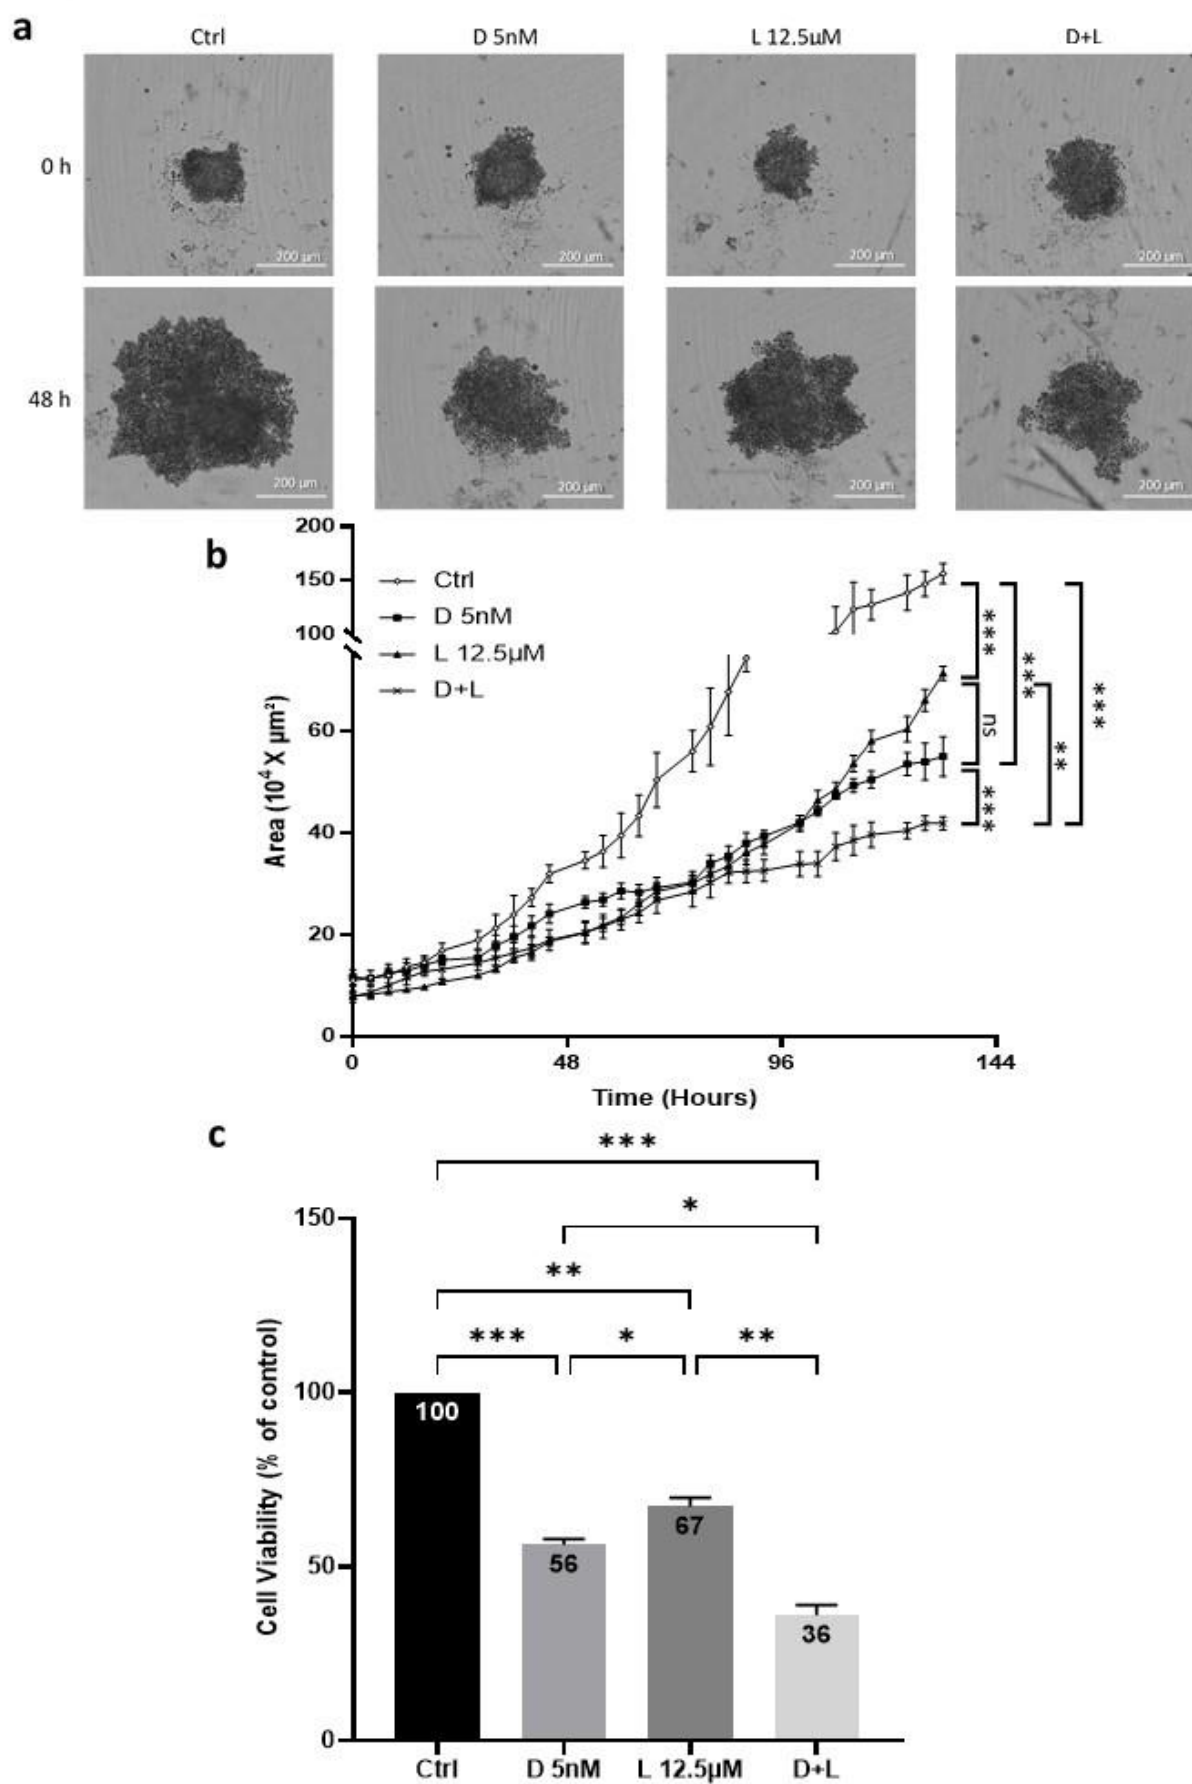 a
Ctrl
D 5nM
L 12.5µM
D+L
0 h
200 µm
200 µm
200 µm
200 µm
48 h
200 µm
200 µm
200 µm
200 µm
b
200
150
100
60
40
20
0
Area (10⁴ X µm²)
Ctrl
D 5nM
L 12.5µM
D+L
***
ns
***
***
**
***
0
48
96
144
Time (Hours)
c
***
*
**
***
*
**
150
100
50
0
Cell Viability (% of control)
100
56
67
36
Ctrl
D 5nM
L 12.5µM
D+L